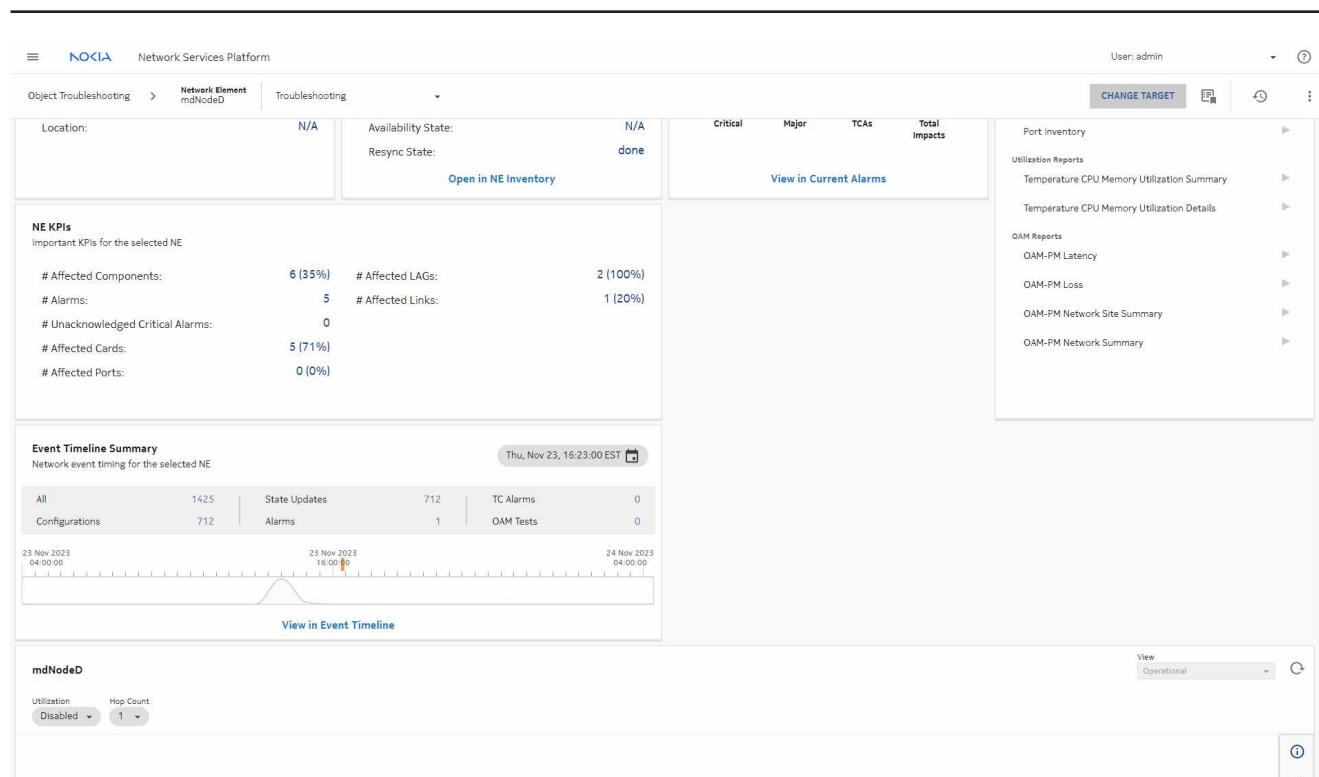 NOKIA Network Services Platform
User: admin
Object Troubleshooting
Network Element
mdNodeD
Troubleshooting
CHANGE TARGET
Location: N/A
Availability State: N/A
Resync State: done
Open in NE Inventory
Critical Major TCAs Total Impacts
View in Current Alarms
Port Inventory
Utilization Reports
Temperature CPU Memory Utilization Summary
Temperature CPU Memory Utilization Details
OAM Reports
OAM-PM Latency
OAM-PM Loss
OAM-PM Network Site Summary
OAM-PM Network Summary
NE KPIs
Important KPIs for the selected NE
# Affected Components: 6 (35%) # Affected LAGs: 2 (100%)
# Alarms: 5 # Affected Links: 1 (20%)
# Unacknowledged Critical Alarms: 0
# Affected Cards: 5 (71%)
# Affected Ports: 0 (0%)
Event Timeline Summary
Network event timing for the selected NE
Thu, Nov 23, 16:23:00 EST
All 1425 State Updates 712 TC Alarms 0
Configurations 712 Alarms 1 OAM Tests 0
23 Nov 2023 23 Nov 2023 24 Nov 2023
04:00:00 16:00:00 04:00:00
View in Event Timeline
mdNodeD
View
Operational
Utilization Hop Count
Disabled 1